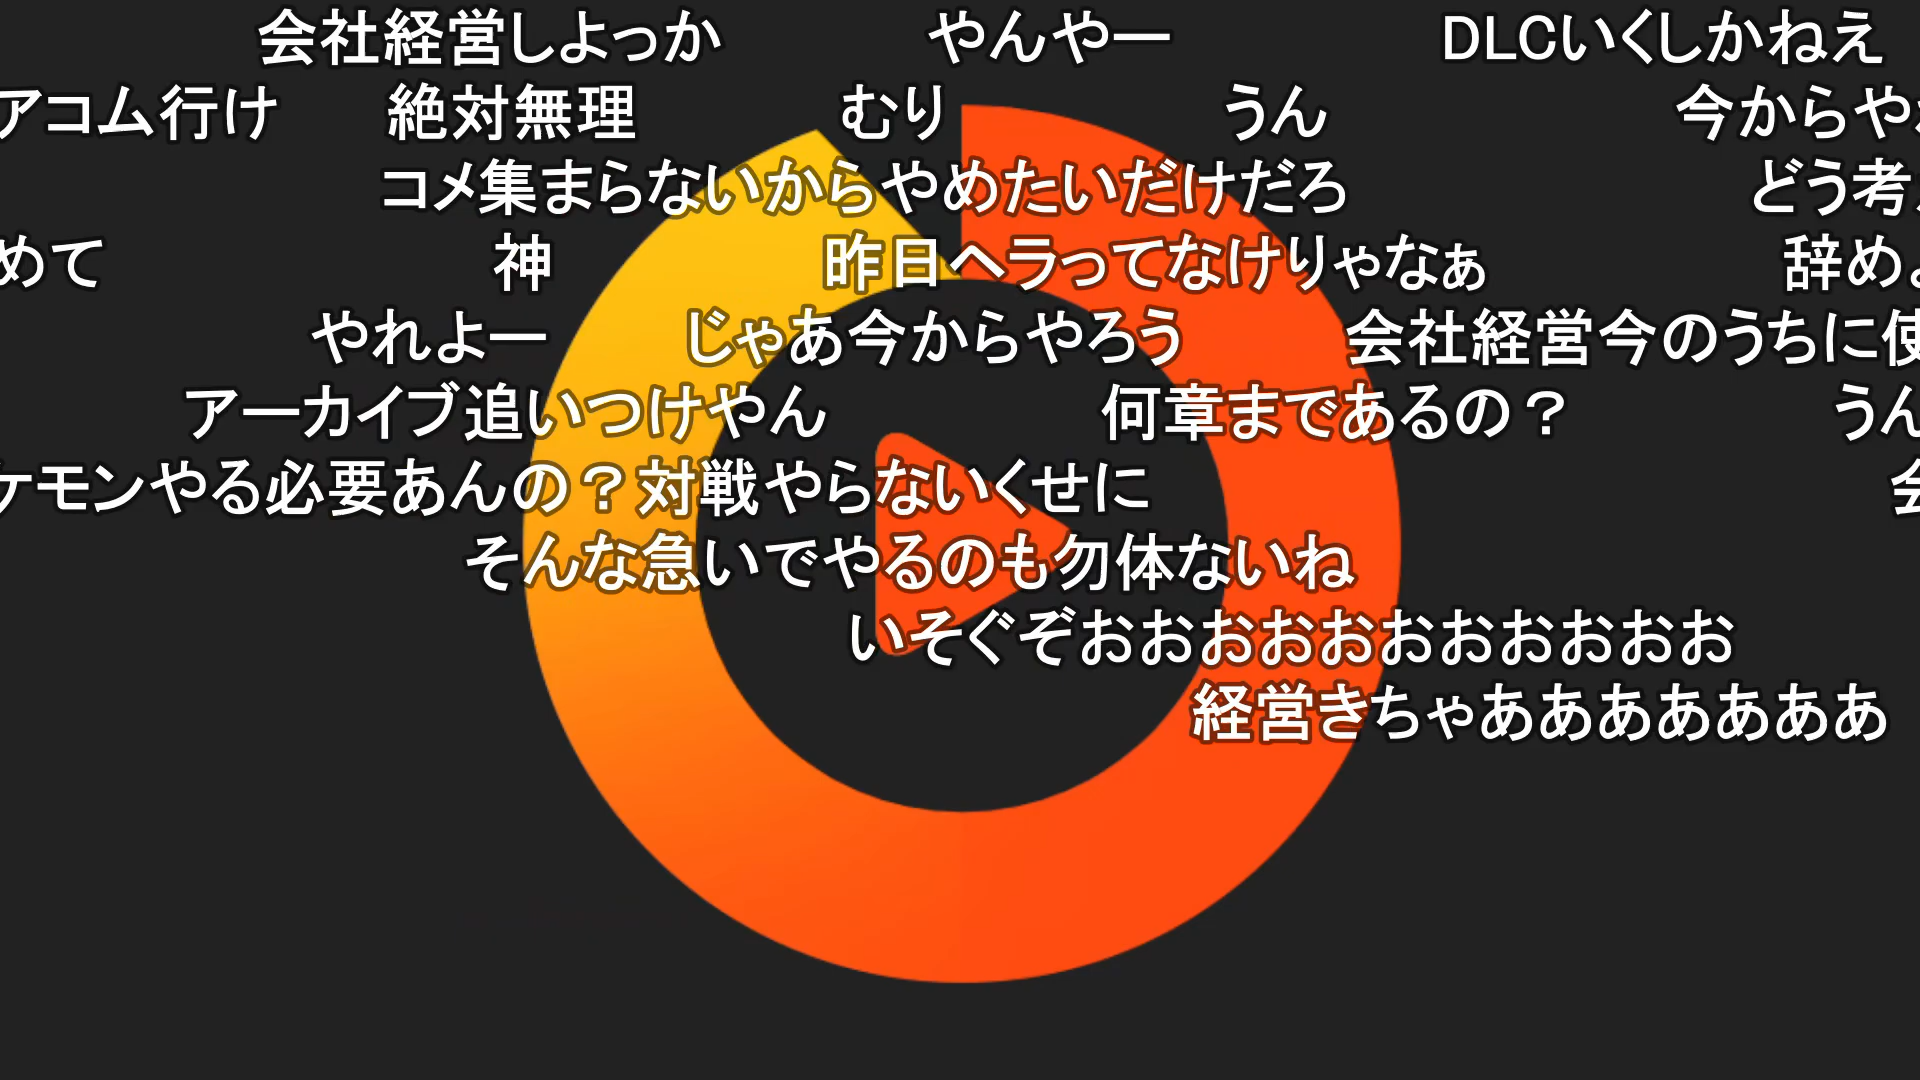 会社経営しよっか やんやー DLCいくしかねえ
アコム行け 絶対無理 むり うん 今からや
コメ集まらないからやめたいだけだろ どう考
めて 神 昨日ヘラってなけりゃなぁ 辞め
やれよー じゃあ今からやろう 会社経営今のうちに使
アーカイブ追いつけやん 何章まであるの？ うん
ケモンやる必要あんの？対戦やらないくせに 会
そんな急いでやるのも勿体ないね
いそぐぞおおおおおおおおおおお
経営きちゃあああああああ